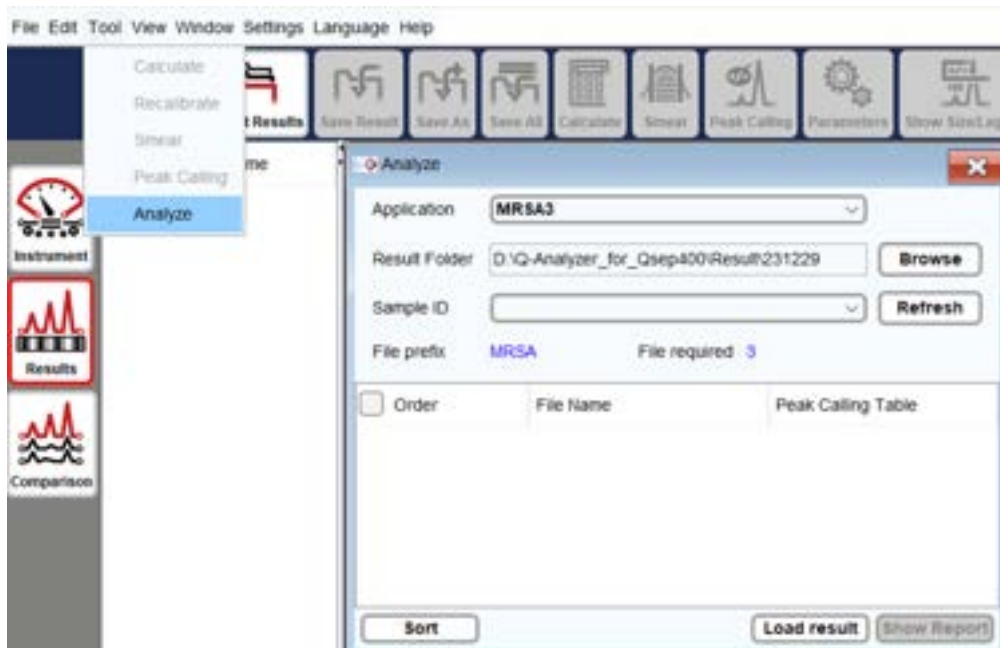 File Edit Tool View Window Settings Language Help
Calculate
Recalibrate
Smear
Peak Calling
Analyze
Results
Save Result
Save As
Save All
Calculate
Smear
Peak Calling
Parameters
Instrument
Results
Comparison
me
Analyze
Application MRSA3
Result Folder D:\Q-Analyzer_for_Qsep400\Result\231229 Browse
Sample ID Refresh
File prefix MRSA File required 3
Order File Name Peak Calling Table
Sort Load result Show Report